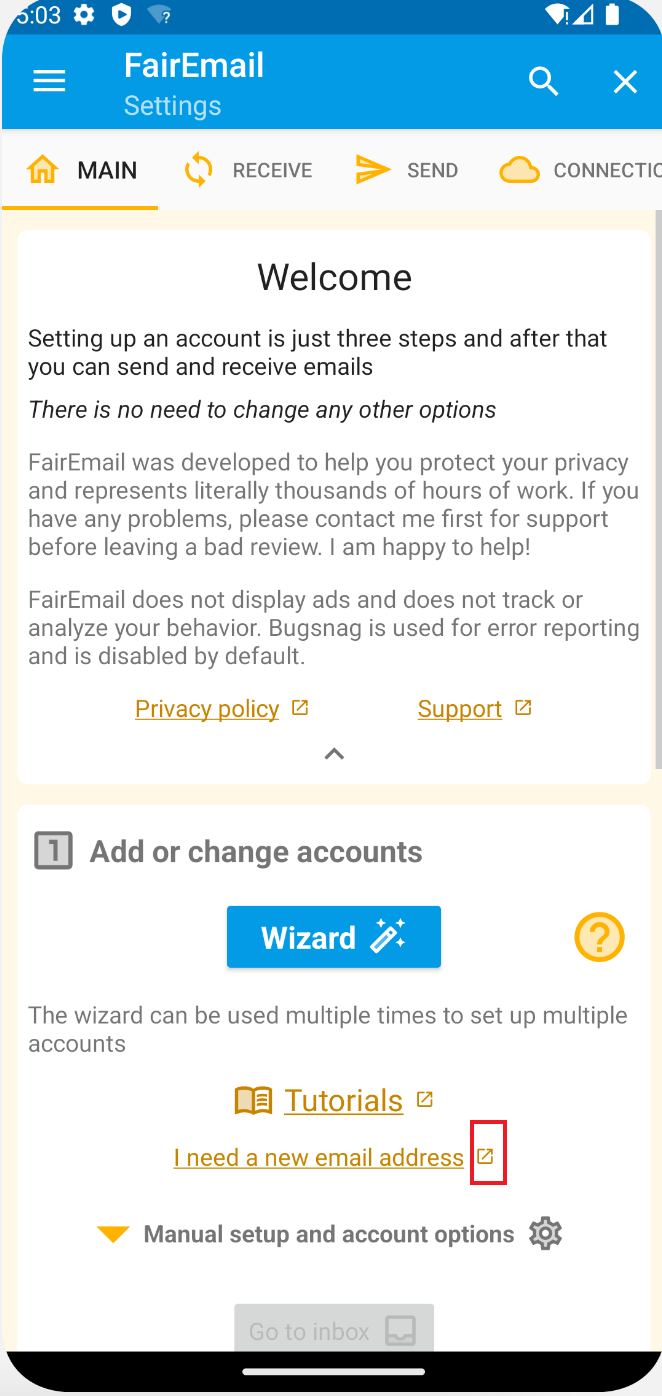 5:03
FairEmail
Settings
MAIN RECEIVE SEND CONNECTIO
Welcome
Setting up an account is just three steps and after that
you can send and receive emails
There is no need to change any other options
FairEmail was developed to help you protect your privacy
and represents literally thousands of hours of work. If you
have any problems, please contact me first for support
before leaving a bad review. I am happy to help!
FairEmail does not display ads and does not track or
analyze your behavior. Bugsnag is used for error reporting
and is disabled by default.
Privacy policy Support
1 Add or change accounts
Wizard
?
The wizard can be used multiple times to set up multiple
accounts
Tutorials
I need a new email address
Manual setup and account options
Go to inbox